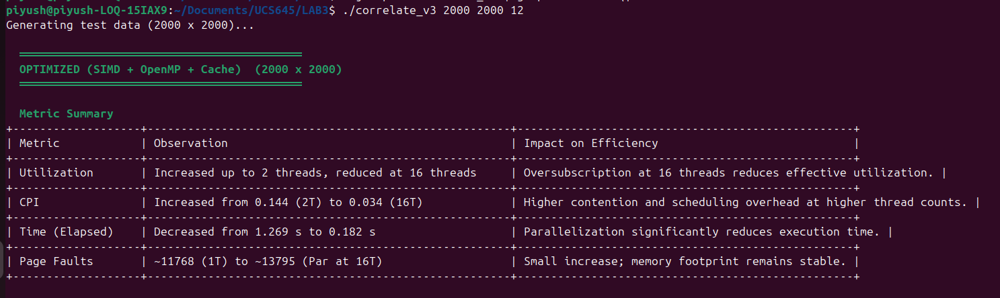 piyush@piyush-LOQ-15IAX9:~/Documents/UCS645/LAB3$ ./correlate_v3 2000 2000 12
Generating test data (2000 x 2000)...
OPTIMIZED (SIMD + OpenMP + Cache)  (2000 x 2000)
Metric Summary
| Metric | Observation | Impact on Efficiency |
| Utilization | Increased up to 2 threads, reduced at 16 threads | Oversubscription at 16 threads reduces effective utilization. |
| CPI | Increased from 0.144 (2T) to 0.034 (16T) | Higher contention and scheduling overhead at higher thread counts. |
| Time (Elapsed) | Decreased from 1.269 s to 0.182 s | Parallelization significantly reduces execution time. |
| Page Faults | ~11768 (1T) to ~13795 (Par at 16T) | Small increase; memory footprint remains stable. |